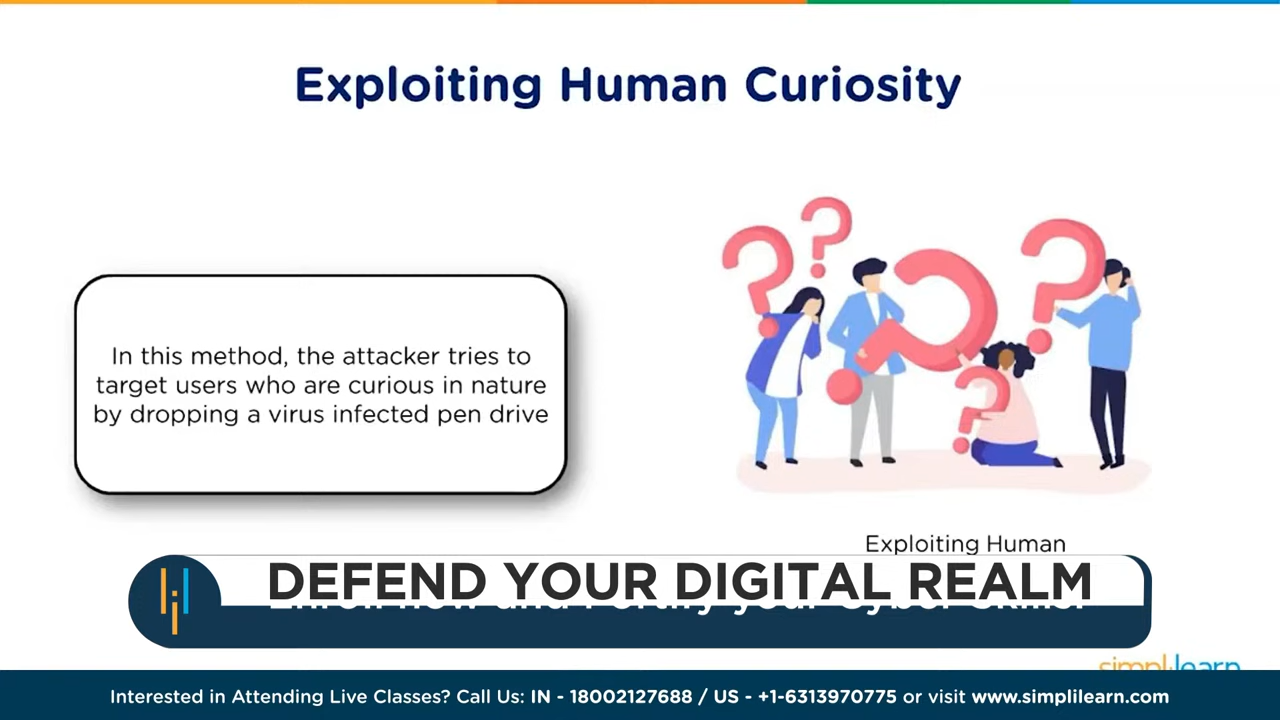 Exploiting Human Curiosity
In this method, the attacker tries to
target users who are curious in nature
by dropping a virus infected pen drive
Exploiting Human
DEFEND YOUR DIGITAL REALM
simplilearn
Interested in Attending Live Classes? Call Us: IN - 18002127688 / US - +1-6313970775 or visit www.simplilearn.com